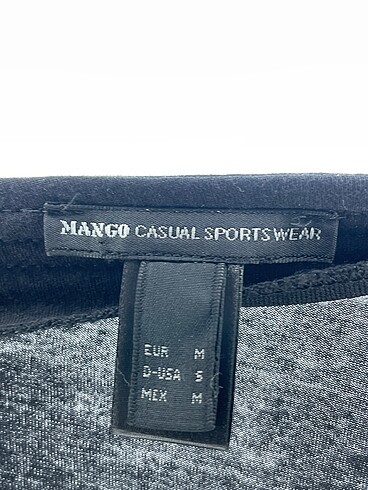 MANGO CASUAL SPORTSWEAR
EUR M
D-USA S
MEX M